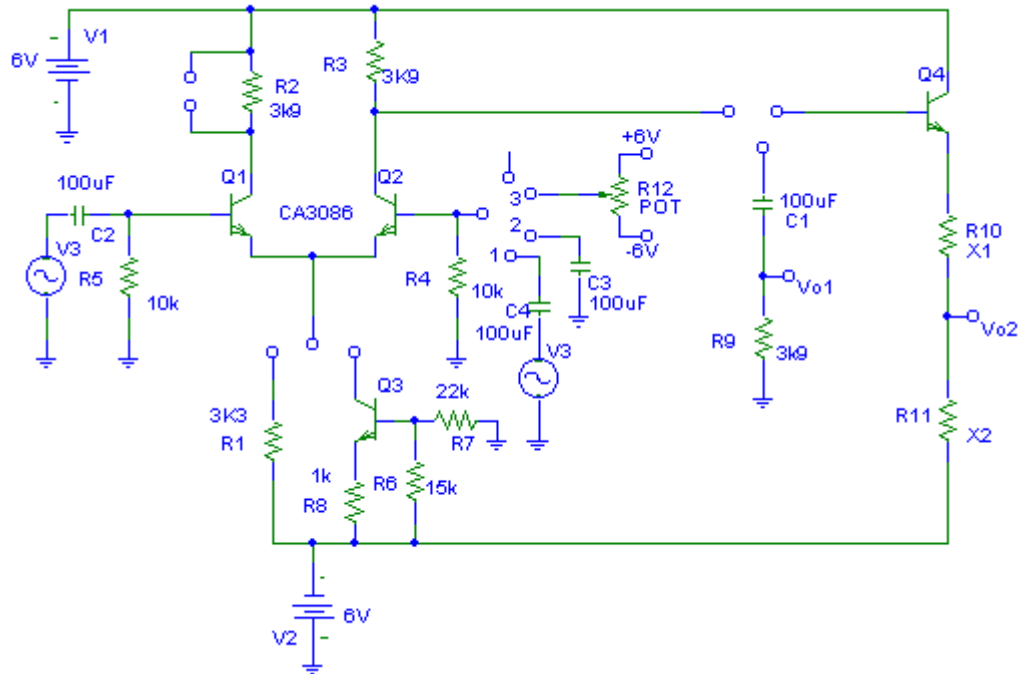 V1
6V
R2
3k9
R3
3K9
Q4
100uF
C2
Q1
Q2
CA3086
V3
R5
10k
R4
10k
+6V
R12
POT
-6V
3
2
1
C3
100uF
C4
100uF
V3
100uF
C1
Vo1
R9
3k9
R10
X1
Vo2
R11
X2
3K3
R1
Q3
22k
R7
1k
R8
R6
15k
6V
V2